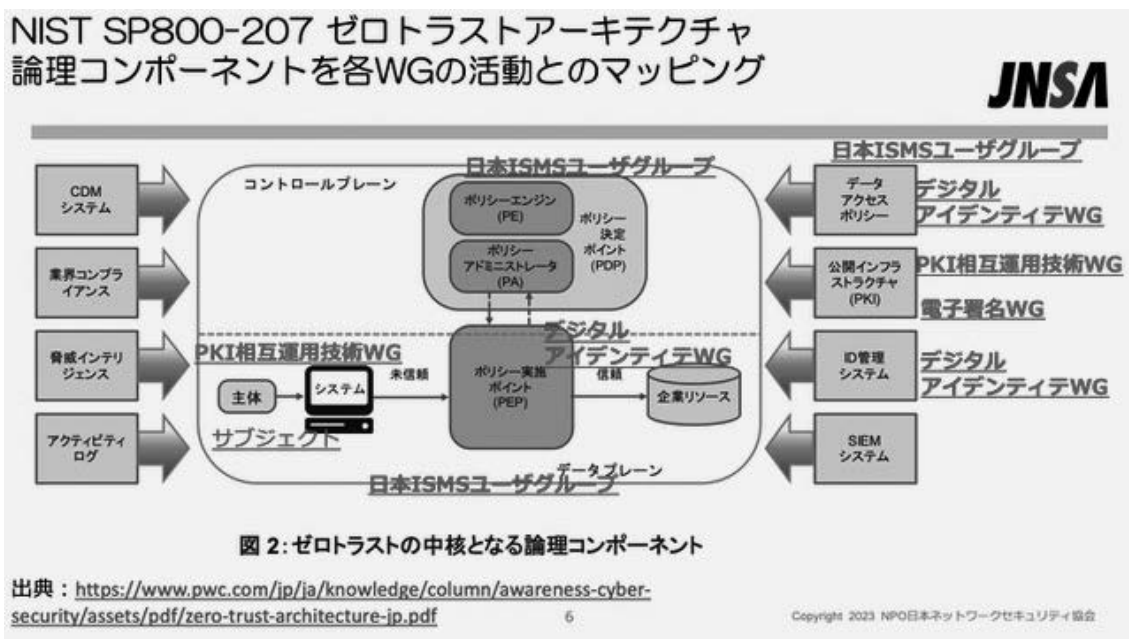 NIST SP800-207 ゼロトラストアーキテクチャ
論理コンポーネントを各WGの活動とのマッピング
JNSA
日本ISMSユーザグループ
日本ISMSユーザグループ
CDM
システム
コントロールプレーン
ポリシーエンジン
(PE)
ポリシー
決定
ポイント
(PDP)
ポリシー
アドミニストレータ
(PA)
データ
アクセス
ポリシー
デジタル
アイデンティテWG
業界コンプラ
イアンス
公開インフラ
ストラクチャ
(PKI)
PKI相互運用技術WG
電子署名WG
脅威インテリ
ジェンス
PKI相互運用技術WG
デジタル
アイデンティテWG
主体
システム
未信頼
ポリシー実施
ポイント
(PEP)
信頼
企業リソース
サブジェクト
ID管理
システム
デジタル
アイデンティテWG
アクティビティ
ログ
データプレーン
日本ISMSユーザグループ
SIEM
システム
図 2：ゼロトラストの中核となる論理コンポーネント
出典：https://www.pwc.com/jp/ja/knowledge/column/awareness-cyber-
security/assets/pdf/zero-trust-architecture-jp.pdf
6
Copyright 2023 NPO日本ネットワークセキュリティ協会